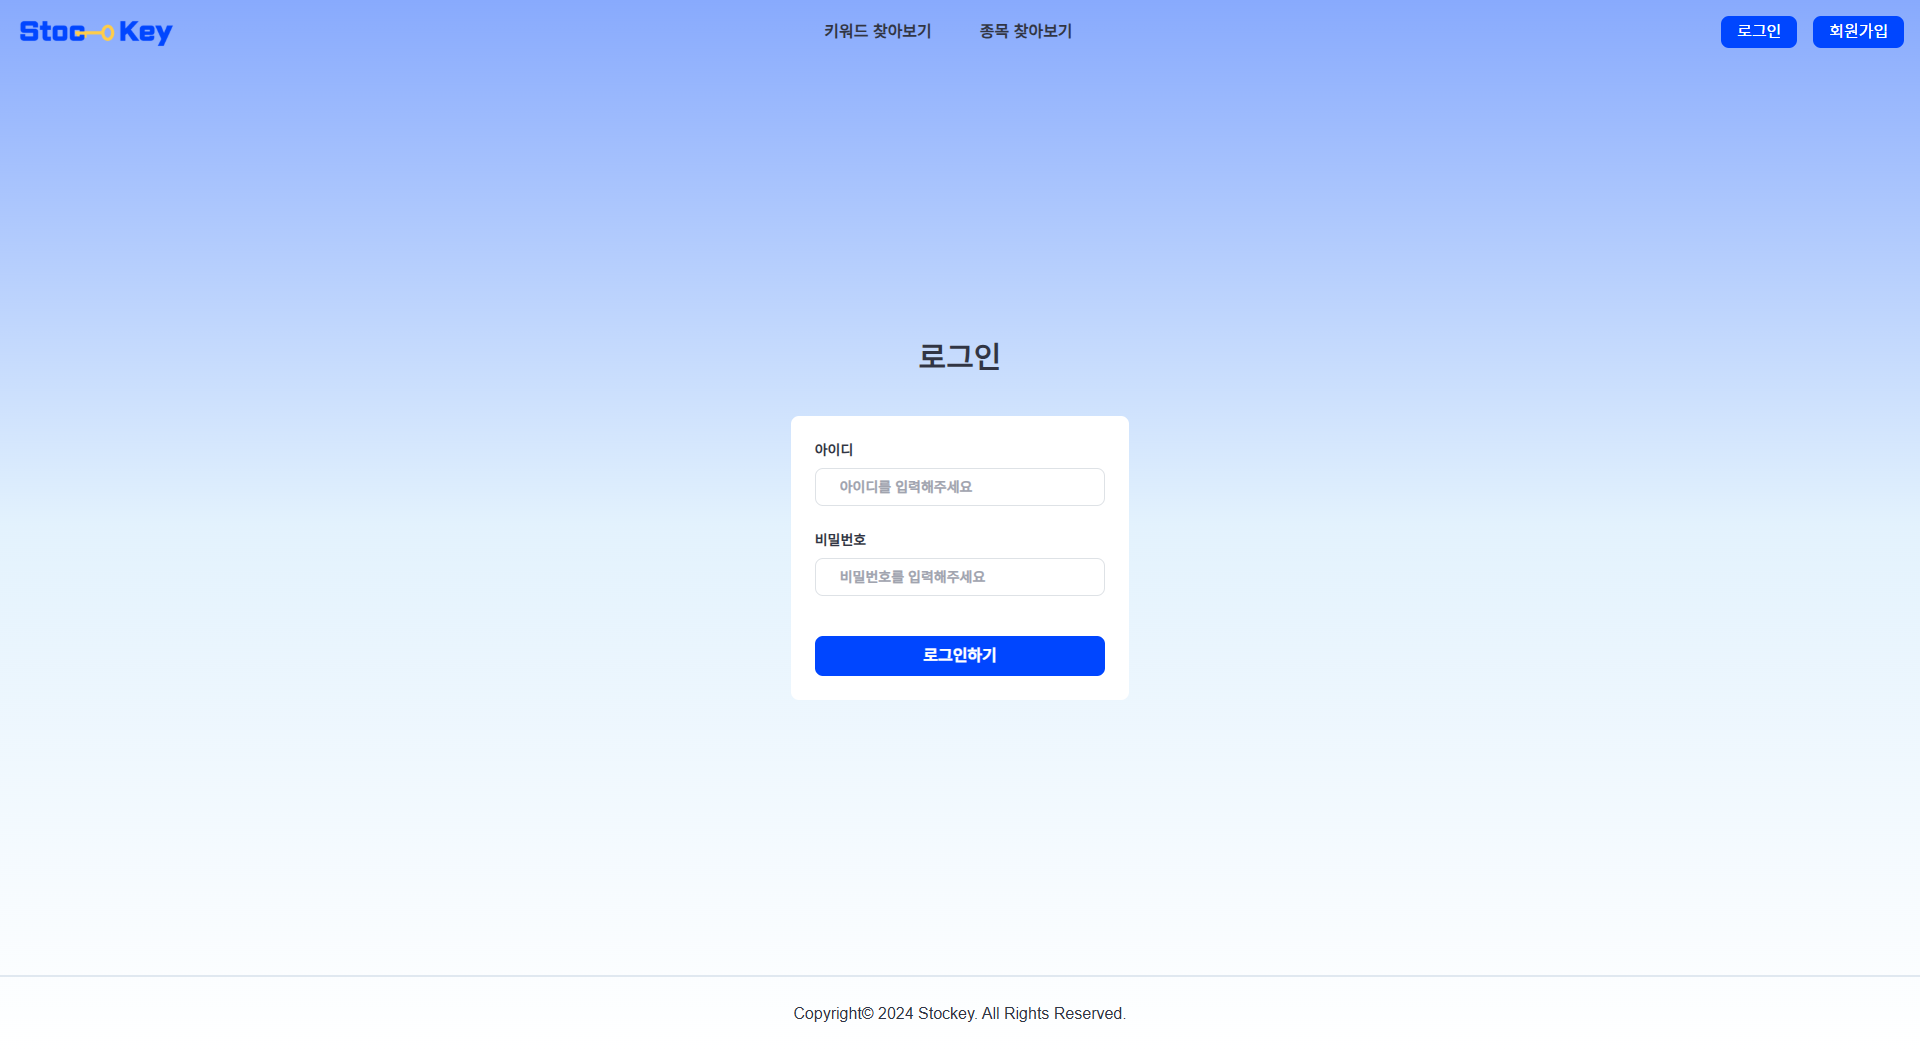 Stoc Key
키워드 찾아보기
종목 찾아보기
로그인
회원가입
로그인
아이디
아이디를 입력해주세요
비밀번호
비밀번호를 입력해주세요
로그인하기
Copyright© 2024 Stockey. All Rights Reserved.